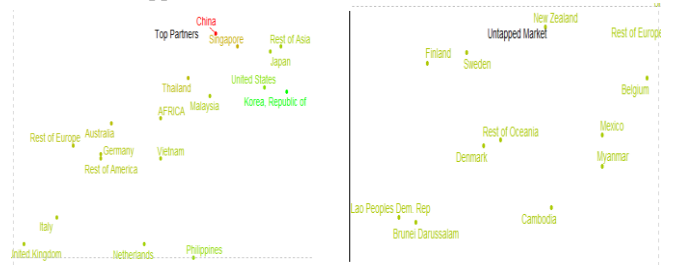 China
Top Partners
Singapore
Rest of Asia
Japan
Thailand
United States
Malaysia
Korea, Republic of
AFRICA
Australia
Rest of Europe
Germany
Vietnam
Rest of America
Italy
United Kingdom
Netherlands
Philippines
New Zealand
Untapped Market
Rest of Europe
Finland
Sweden
Belgium
Mexico
Rest of Oceania
Denmark
Myanmar
Lao Peoples Dem. Rep
Cambodia
Brunei Darussalam